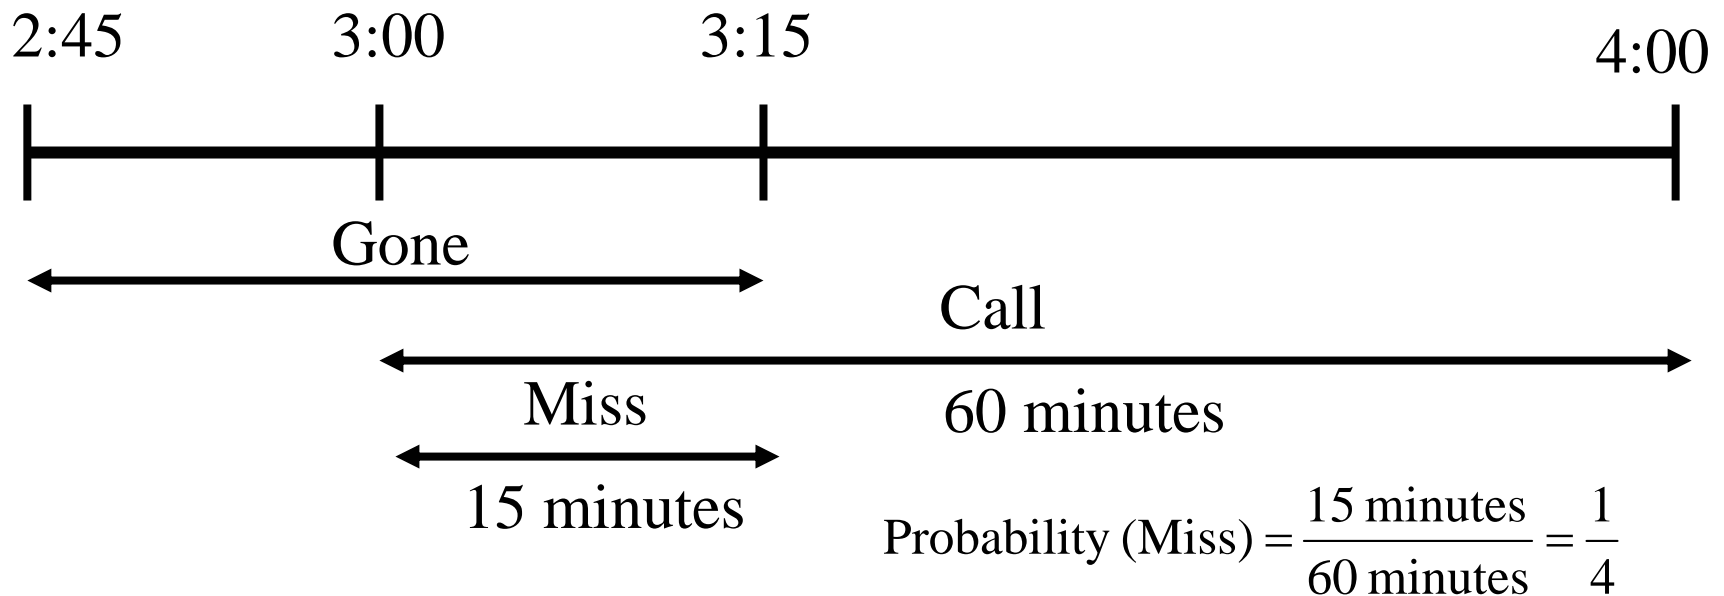 2:45 3:00 3:15 4:00
Gone
Call
Miss
60 minutes
15 minutes
Probability (Miss) = 15 minutes / 60 minutes = 1 / 4